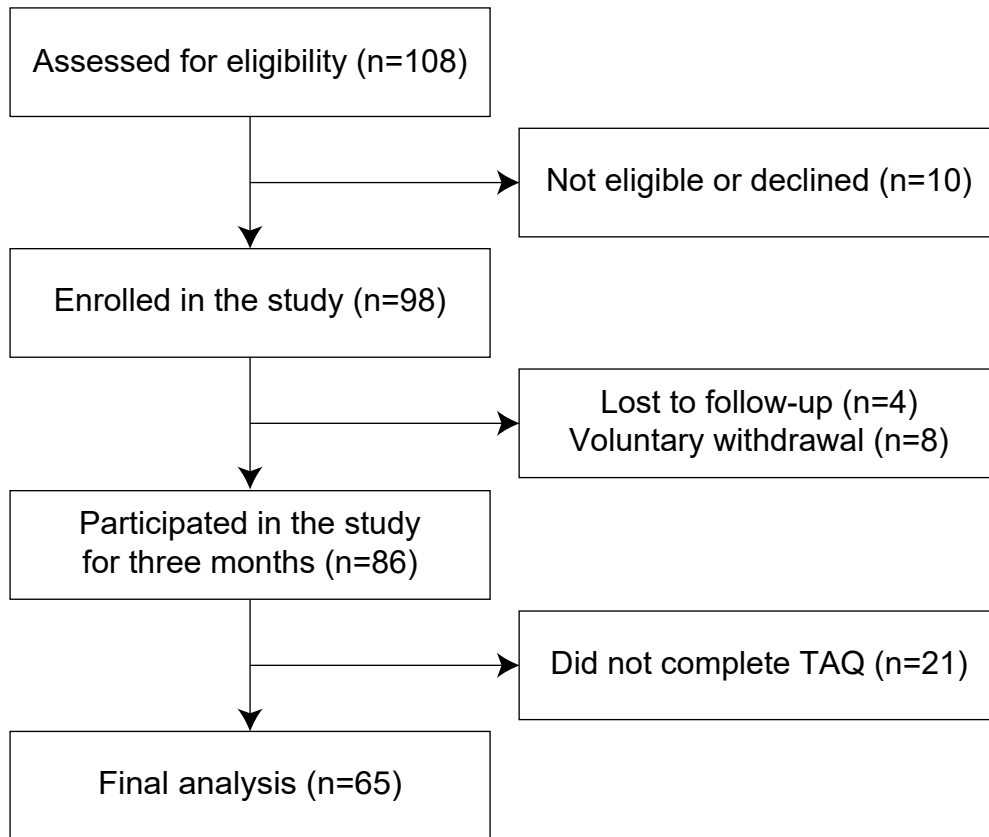 Assessed for eligibility (n=108)
Not eligible or declined (n=10)
Enrolled in the study (n=98)
Lost to follow-up (n=4)
Voluntary withdrawal (n=8)
Participated in the study
for three months (n=86)
Did not complete TAQ (n=21)
Final analysis (n=65)